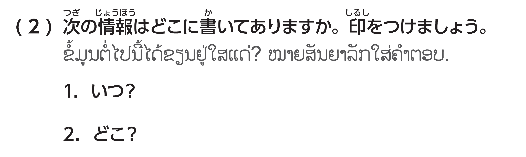 (2) 次の情報はどこに書いてありますか。印をつけましょう。
ຂໍ້ມູນຕໍ່ໄປນີ້ໄດ້ຂຽນຢູ່ໃສແດ່? ໝາຍສັນຍາລັກໃສ່ຄຳຕອບ.
1. いつ?
2. どこ?